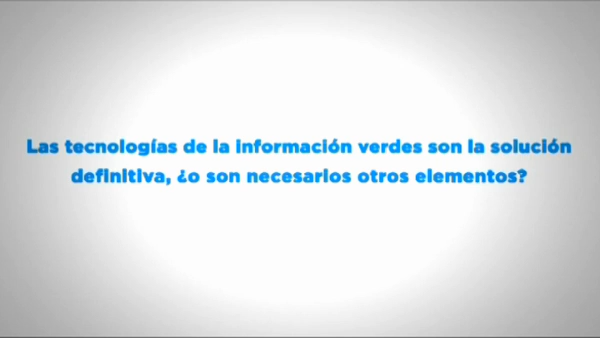 Las tecnologías de la información verdes son la solución
definitiva, ¿o son necesarios otros elementos?